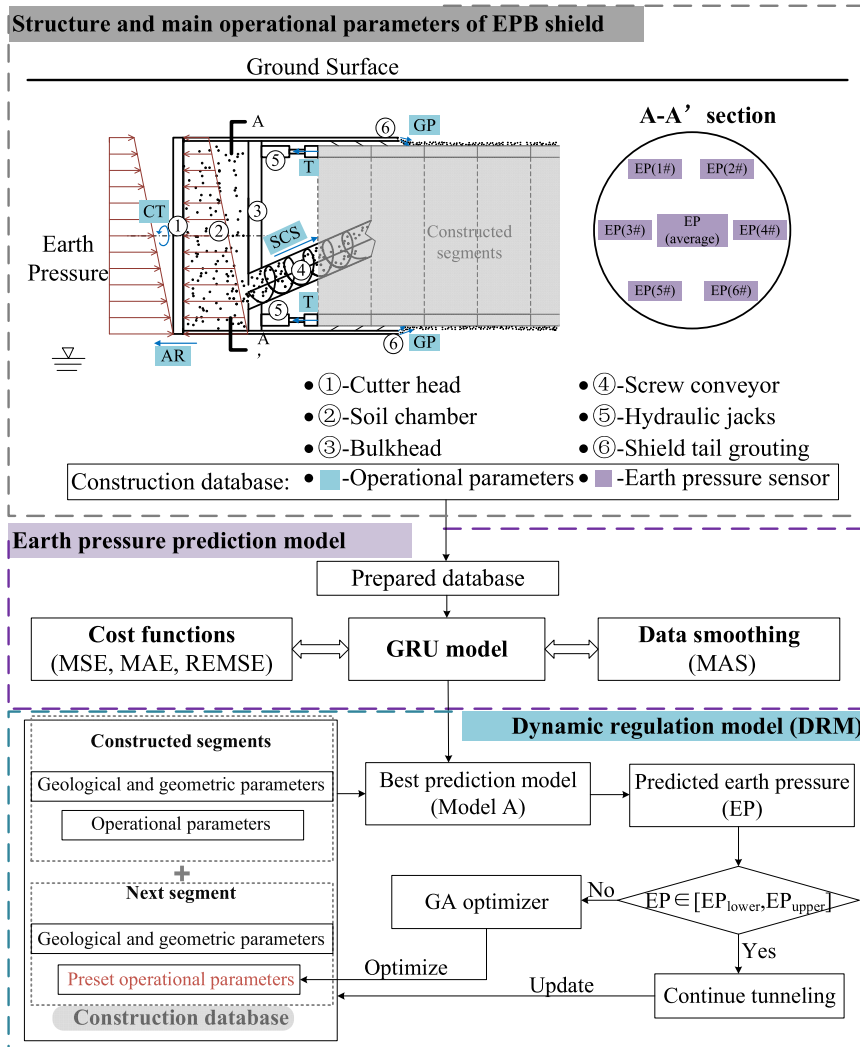 Structure and main operational parameters of EPB shield
Ground Surface
A
⑥
GP
⑤
T
A-A’ section
EP(1#)
EP(2#)
EP(3#)
EP
(average)
EP(4#)
EP(5#)
EP(6#)
CT
①
②
③
SCS
④
Earth
Pressure
Constructed
segments
T
⑤
A
,
⑥
GP
AR
• ①-Cutter head
• ②-Soil chamber
• ③-Bulkhead
• ④-Screw conveyor
• ⑤-Hydraulic jacks
• ⑥-Shield tail grouting
Construction database: • -Operational parameters • -Earth pressure sensor
Earth pressure prediction model
Prepared database
Cost functions
(MSE, MAE, REMSE)
GRU model
Data smoothing
(MAS)
Dynamic regulation model (DRM)
Constructed segments
Geological and geometric parameters
Operational parameters
+
Next segment
Geological and geometric parameters
Preset operational parameters
Construction database
Best prediction model
(Model A)
Predicted earth pressure
(EP)
GA optimizer
No
EP∈[EPlower,EPupper]
Yes
Optimize
Update
Continue tunneling